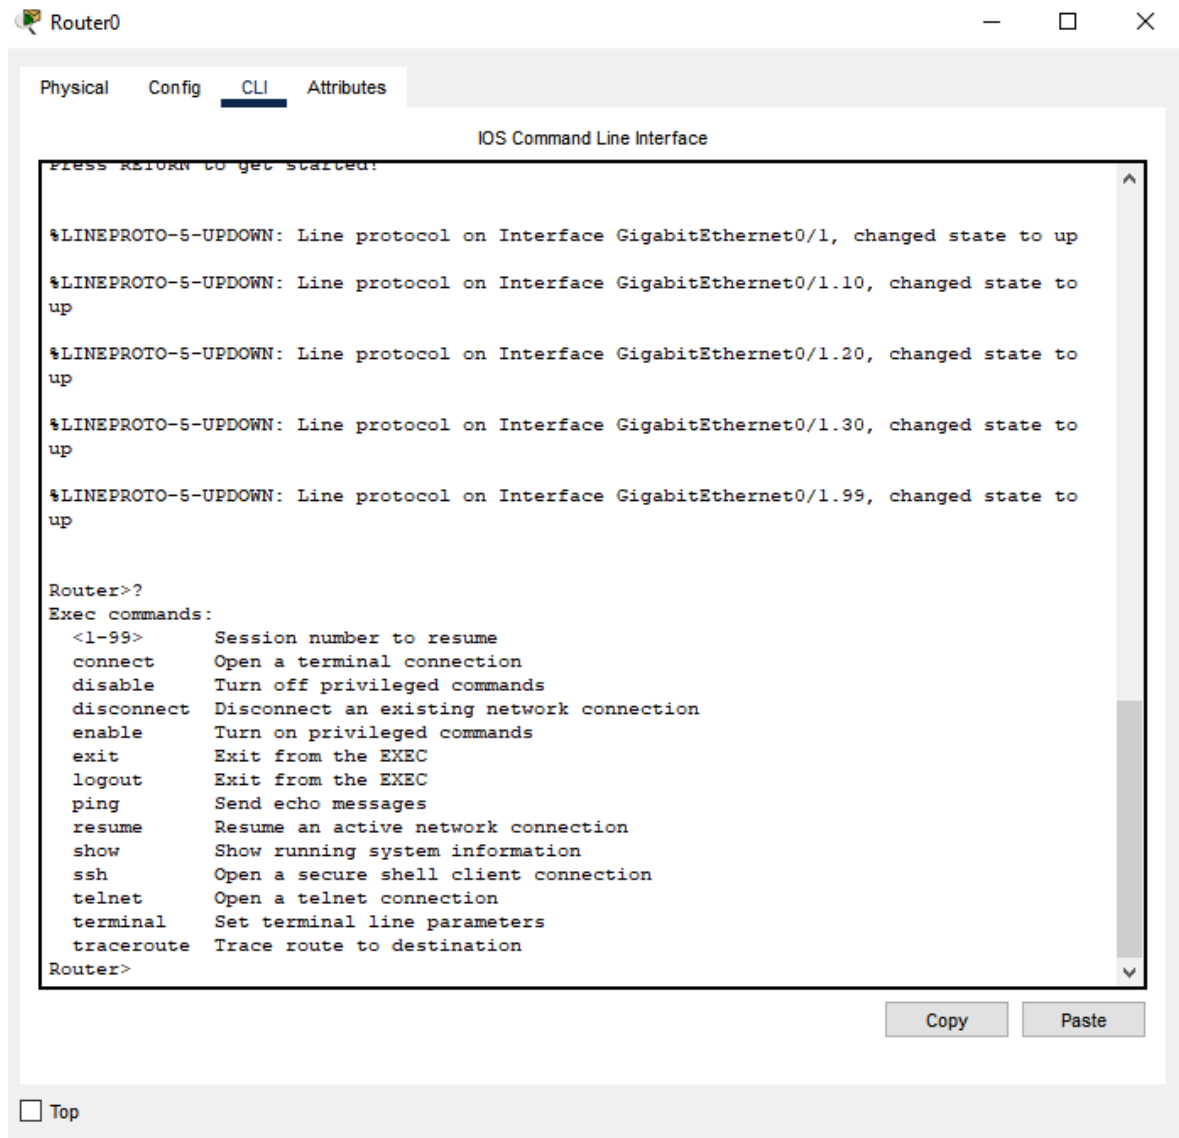 Router0
Physical Config CLI Attributes
IOS Command Line Interface
Press RETURN to get started!
%LINEPROTO-5-UPDOWN: Line protocol on Interface GigabitEthernet0/1, changed state to up
%LINEPROTO-5-UPDOWN: Line protocol on Interface GigabitEthernet0/1.10, changed state to
up
%LINEPROTO-5-UPDOWN: Line protocol on Interface GigabitEthernet0/1.20, changed state to
up
%LINEPROTO-5-UPDOWN: Line protocol on Interface GigabitEthernet0/1.30, changed state to
up
%LINEPROTO-5-UPDOWN: Line protocol on Interface GigabitEthernet0/1.99, changed state to
up
Router>?
Exec commands:
<1-99> Session number to resume
connect Open a terminal connection
disable Turn off privileged commands
disconnect Disconnect an existing network connection
enable Turn on privileged commands
exit Exit from the EXEC
logout Exit from the EXEC
ping Send echo messages
resume Resume an active network connection
show Show running system information
ssh Open a secure shell client connection
telnet Open a telnet connection
terminal Set terminal line parameters
traceroute Trace route to destination
Router>
Copy Paste
Top